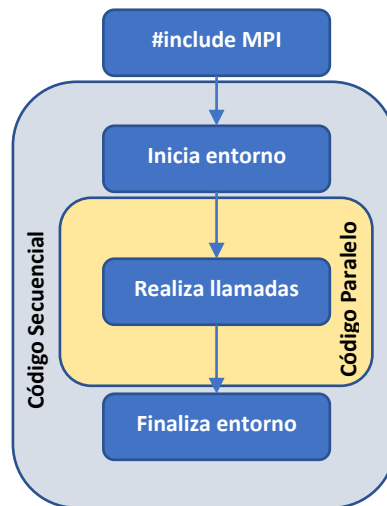 #include MPI
Inicia entorno
Código Secuencial
Realiza llamadas
Código Paralelo
Finaliza entorno